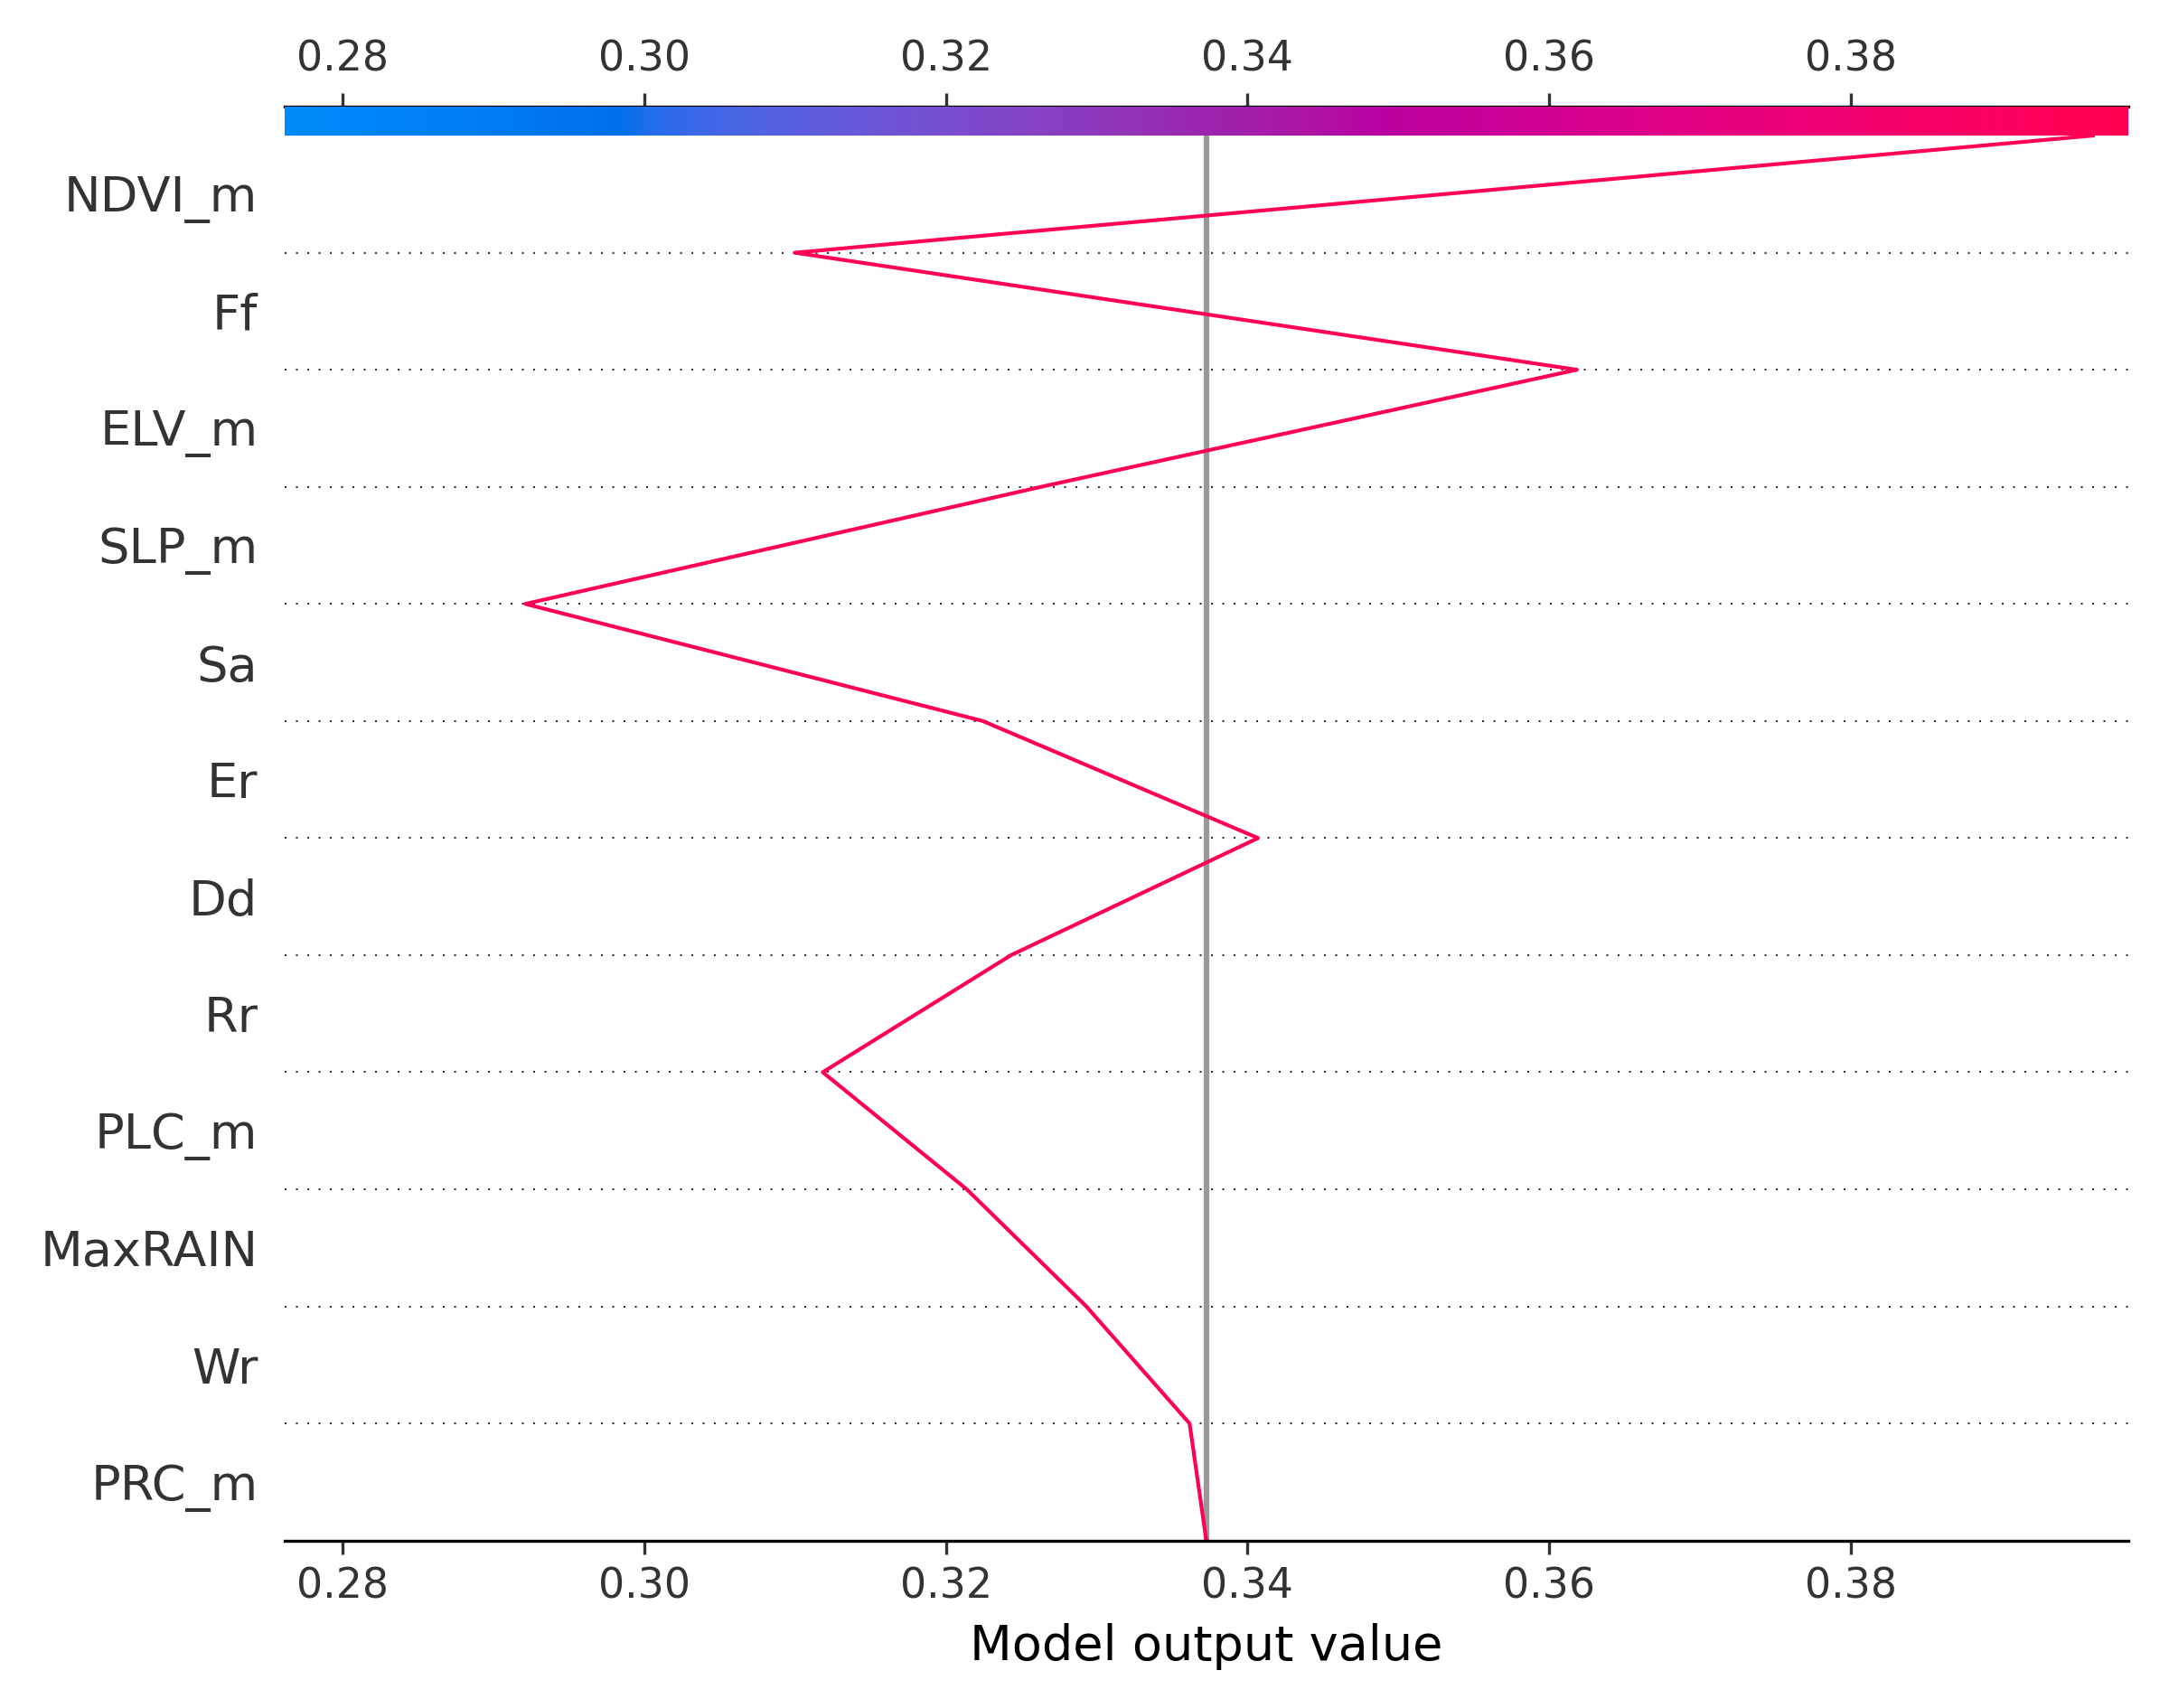 0.28 0.30 0.32 0.34 0.36 0.38
NDVI_m
Ff
ELV_m
SLP_m
Sa
Er
Dd
Rr
PLC_m
MaxRAIN
Wr
PRC_m
0.28 0.30 0.32 0.34 0.36 0.38
Model output value